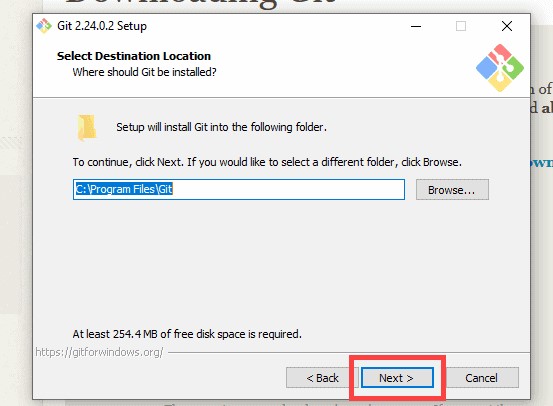 Downloading Git
Git 2.24.0.2 Setup
Select Destination Location
Where should Git be installed?
Setup will install Git into the following folder.
To continue, click Next. If you would like to select a different folder, click Browse.
C:\Program Files\Git
Browse...
At least 254.4 MB of free disk space is required.
https://gitforwindows.org/
< Back
Next >
Cancel